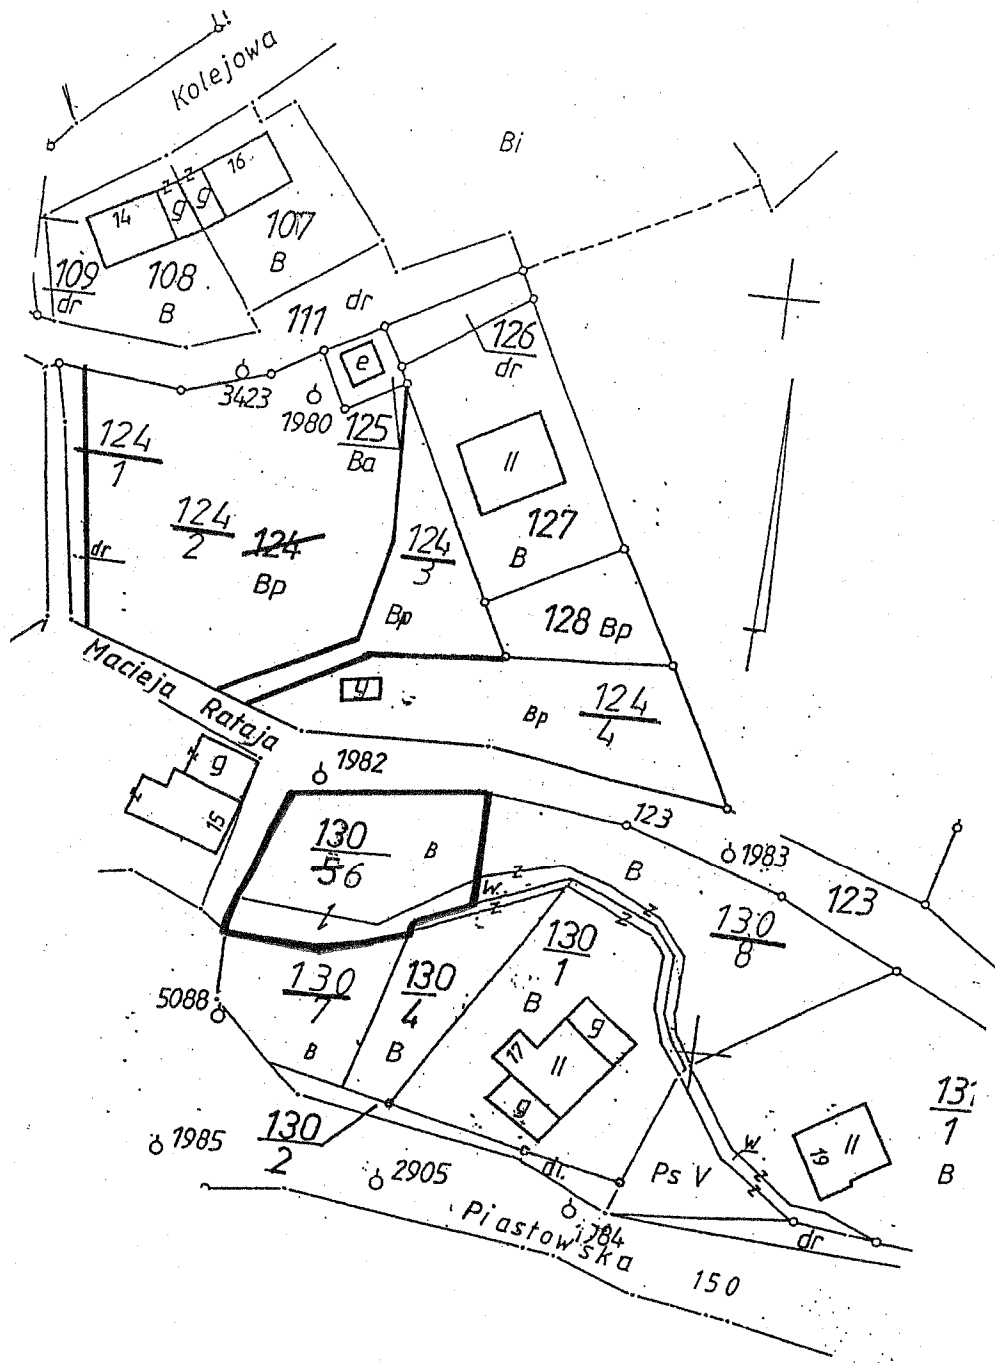 Kolejowa
Bi
16
z z
14
g g
107
B
109
dr
108
B
dr
111
126
dr
e
3423
1980
125
Ba
124
1
II
124
2
124
Bp
127
B
dr
124
3
Bp
128 Bp
Macieja Rataja
g
Bp
124
4
1982
z
g
z
15
123
130
56
B
1983
B
z
w.
z
z
z
123
130
8
130
7
B
130
4
B
130
1
B
5088
g
17
II
g
131
1
B
1985
130
2
2905
19
II
w
z
z
Ps V
Piastowska
dr
150